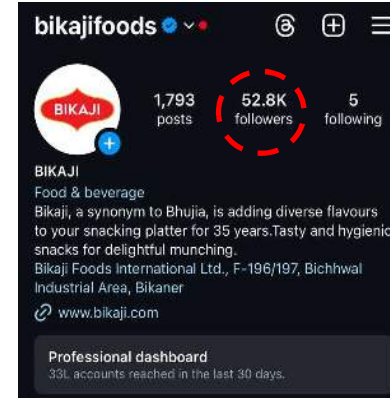 bikajifoods
BIKAJI
1,793 posts
52.8K followers
5 following
BIKAJI
Food & beverage
Bikaji, a synonym to Bhujia, is adding diverse flavours
to your snacking platter for 35 years.Tasty and hygienic
snacks for delightful munching.
Bikaji Foods International Ltd., F-196/197, Bichhwal
Industrial Area, Bikaner
www.bikaji.com
Professional dashboard
33L accounts reached in the last 30 days.